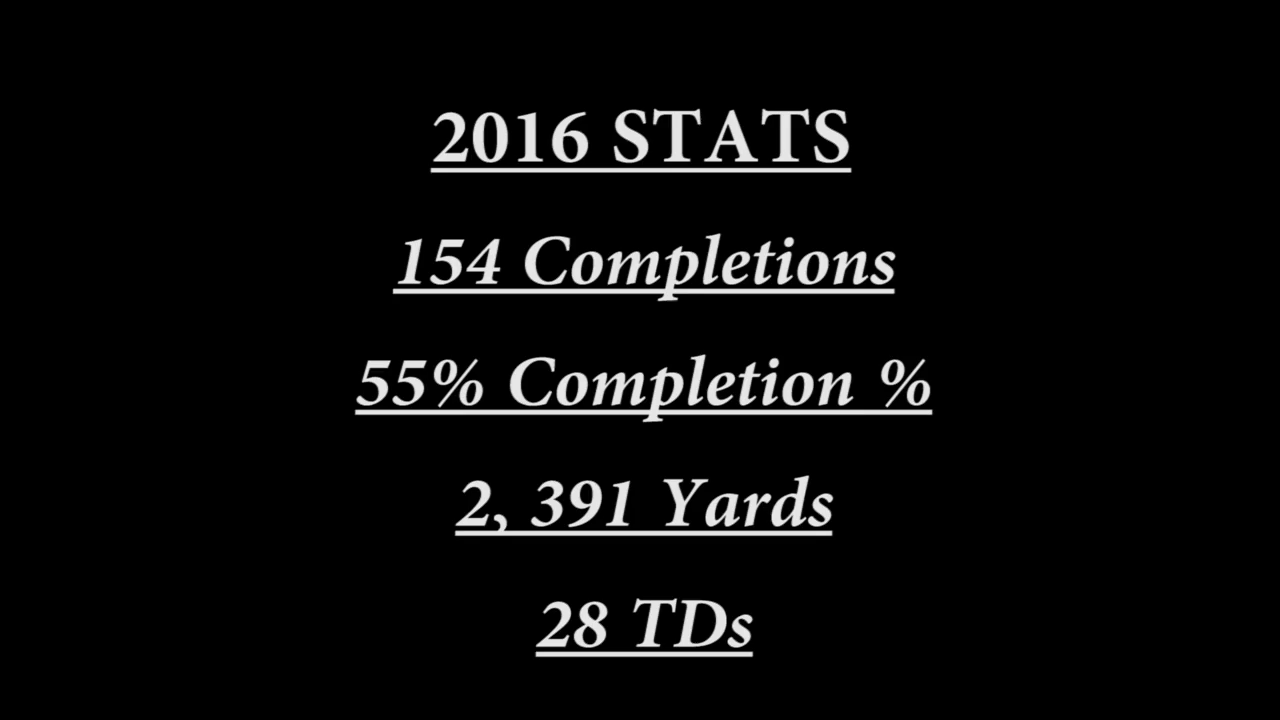 2016 STATS
154 Completions
55% Completion %
2, 391 Yards
28 TDs